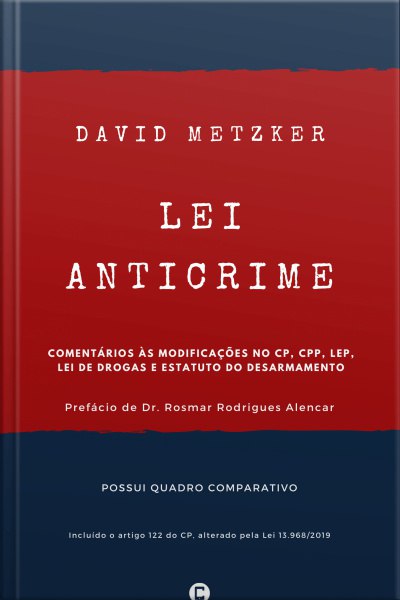 DAVID METZKER
LEI
ANTICRIME
COMENTÁRIOS ÀS MODIFICAÇÕES NO CP, CPP, LEP,
LEI DE DROGAS E ESTATUTO DO DESARMAMENTO
Prefácio de Dr. Rosmar Rodrigues Alencar
POSSUI QUADRO COMPARATIVO
Incluído o artigo 122 do CP. alterado pela Lei 13.968/2019
C